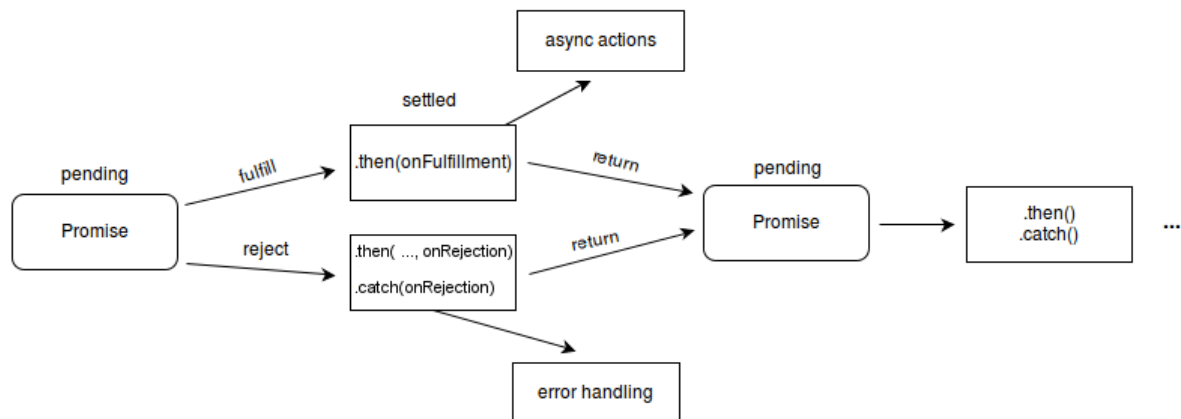 async actions
settled
.then(onFulfillment)
pending
fulfill
return
pending
Promise
Promise
.then()
.catch()
...
reject
.then( ..., onRejection)
return
.catch(onRejection)
error handling